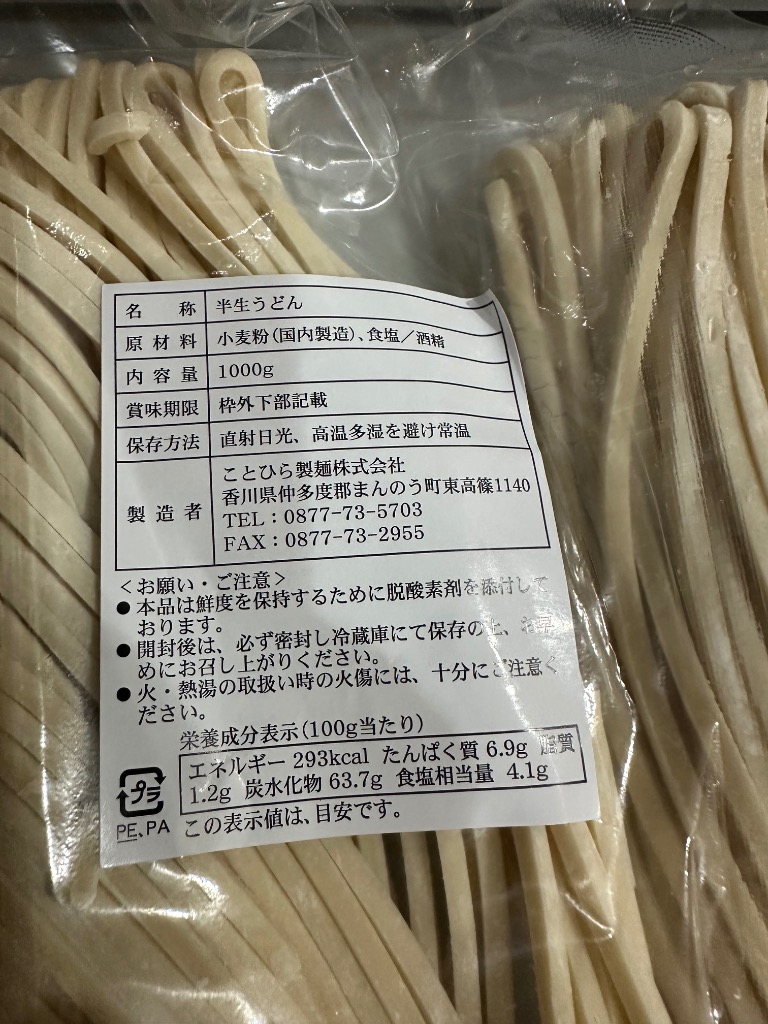 名称 半生うどん
原材料 小麦粉(国内製造)、食塩/酒精
内容量 1000g
賞味期限 枠外下部記載
保存方法 直射日光、高温多湿を避け常温
製造者 ことひら製麺株式会社
香川県仲多度郡まんのう町東高篠1140
TEL:0877-73-5703
FAX:0877-73-2955
<お願い・ご注意>
●本品は鮮度を保持するために脱酸素剤を添付して
おります。
●開封後は、必ず密封し冷蔵庫にて保存の上、お早
めにお召し上がりください。
●火・熱湯の取扱い時の火傷には、十分にご注意く
ださい。
栄養成分表示(100g当たり)
エネルギー 293kcal たんぱく質 6.9g 脂質
1.2g 炭水化物 63.7g 食塩相当量 4.1g
この表示値は、目安です。
プラ
PE、PA